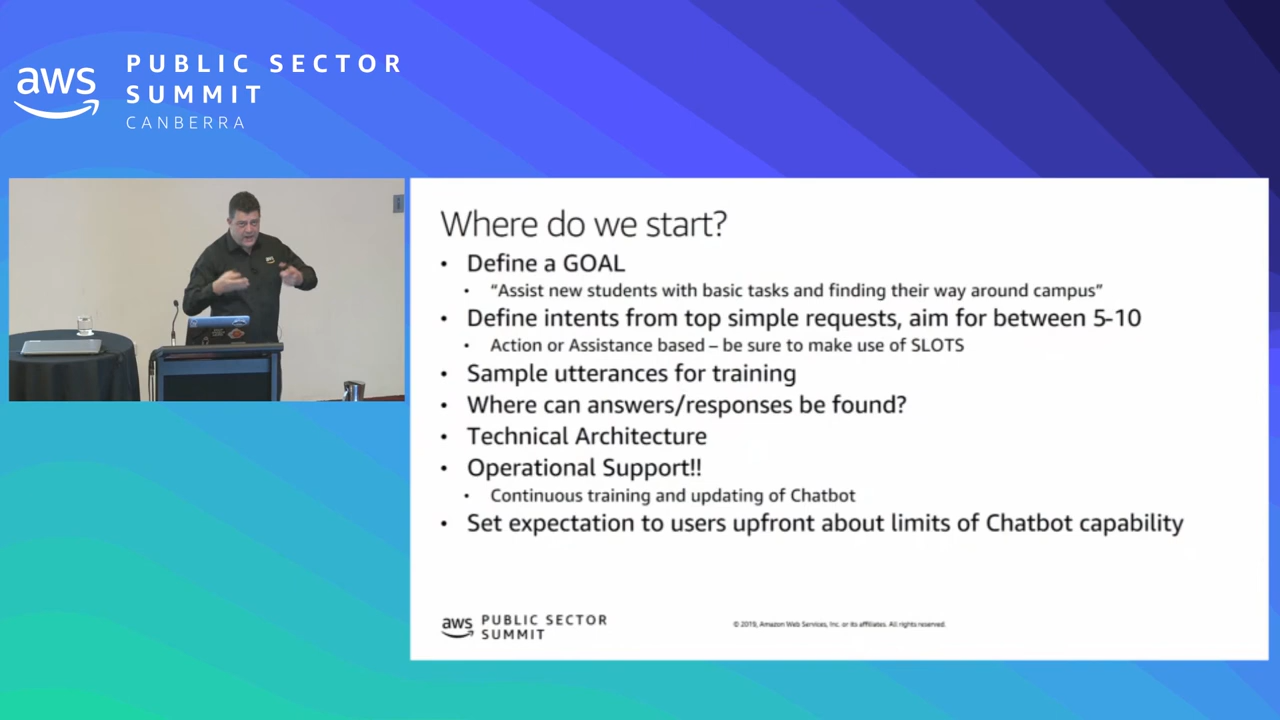 aws
PUBLIC SECTOR
SUMMIT
CANBERRA
Where do we start?
• Define a GOAL
• “Assist new students with basic tasks and finding their way around campus”
• Define intents from top simple requests, aim for between 5-10
• Action or Assistance based – be sure to make use of SLOTS
• Sample utterances for training
• Where can answers/responses be found?
• Technical Architecture
• Operational Support!!
• Continuous training and updating of Chatbot
• Set expectation to users upfront about limits of Chatbot capability
aws
PUBLIC SECTOR
SUMMIT
© 2019, Amazon Web Services, Inc. or its affiliates. All rights reserved.